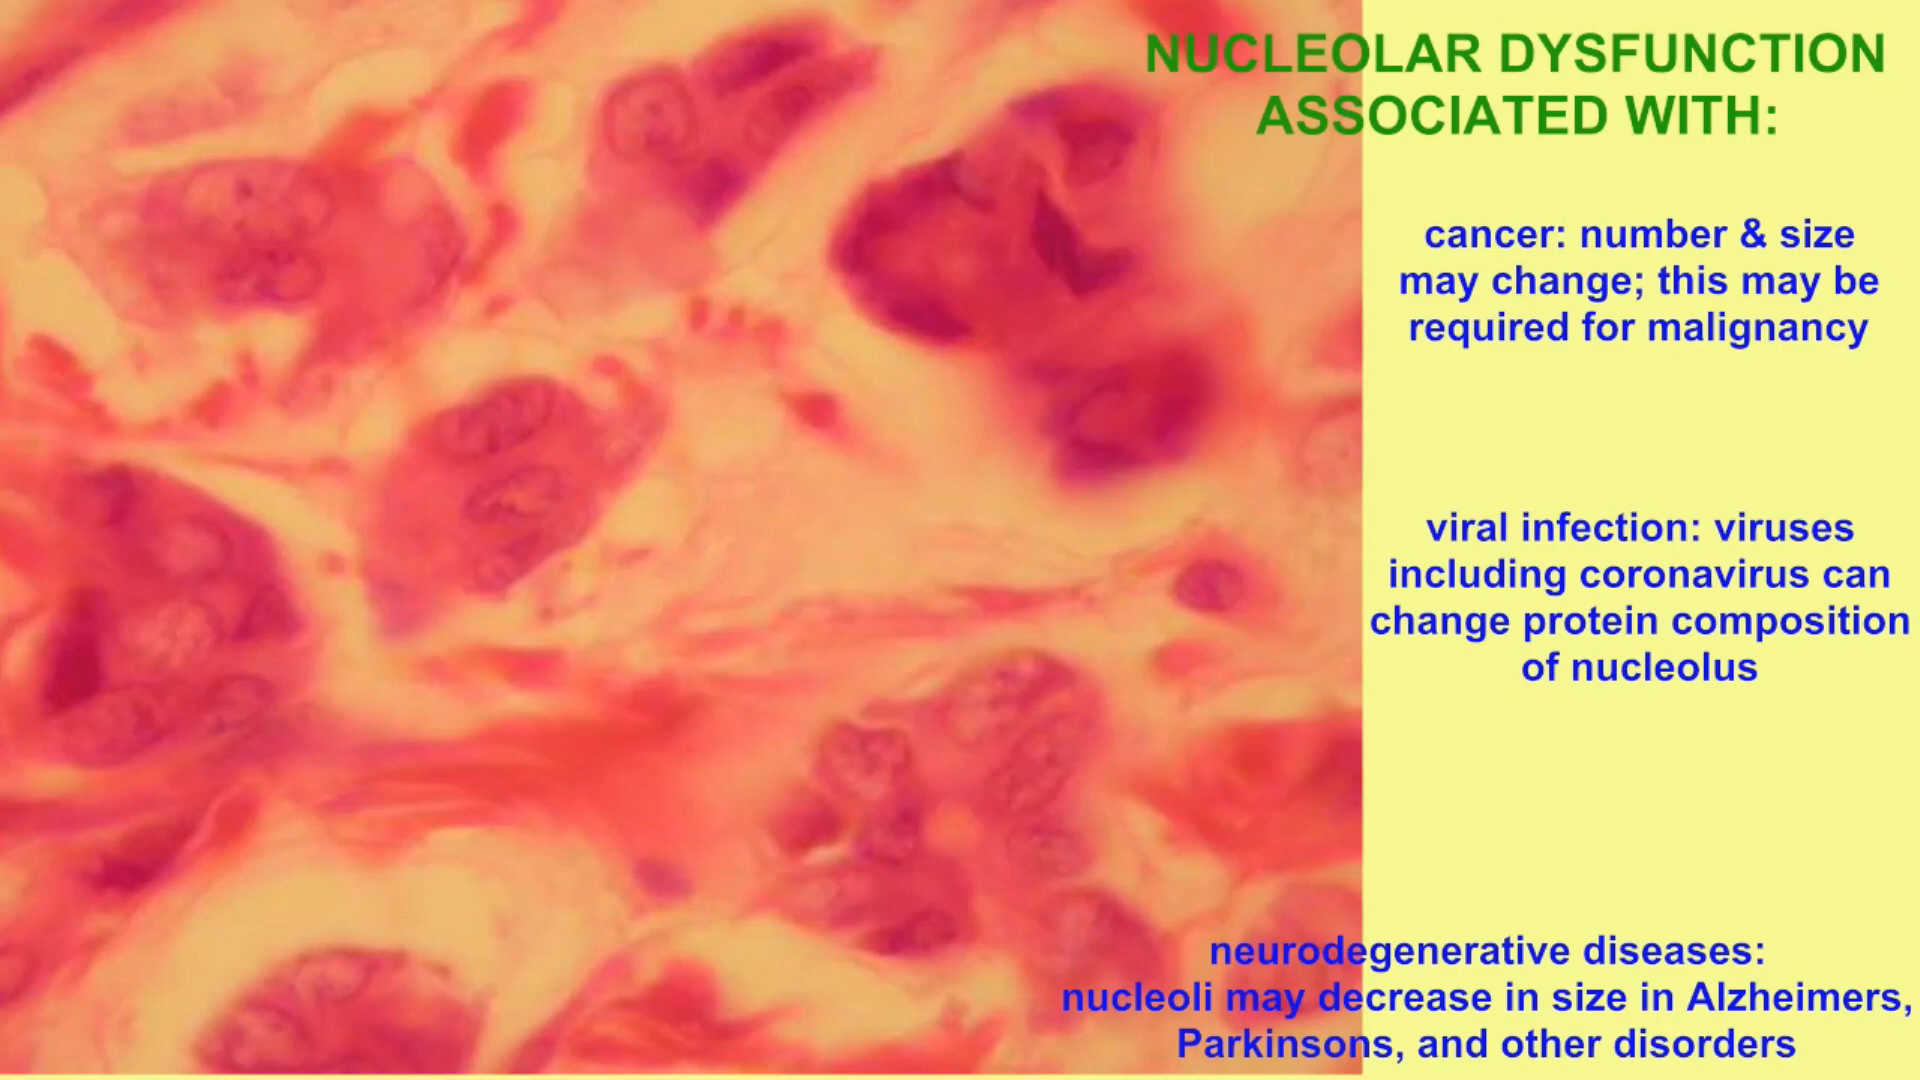 NUCLEOLAR DYSFUNCTION
ASSOCIATED WITH:
cancer: number & size
may change; this may be
required for malignancy
viral infection: viruses
including coronavirus can
change protein composition
of nucleolus
neurodegenerative diseases:
nucleoli may decrease in size in Alzheimers,
Parkinsons, and other disorders